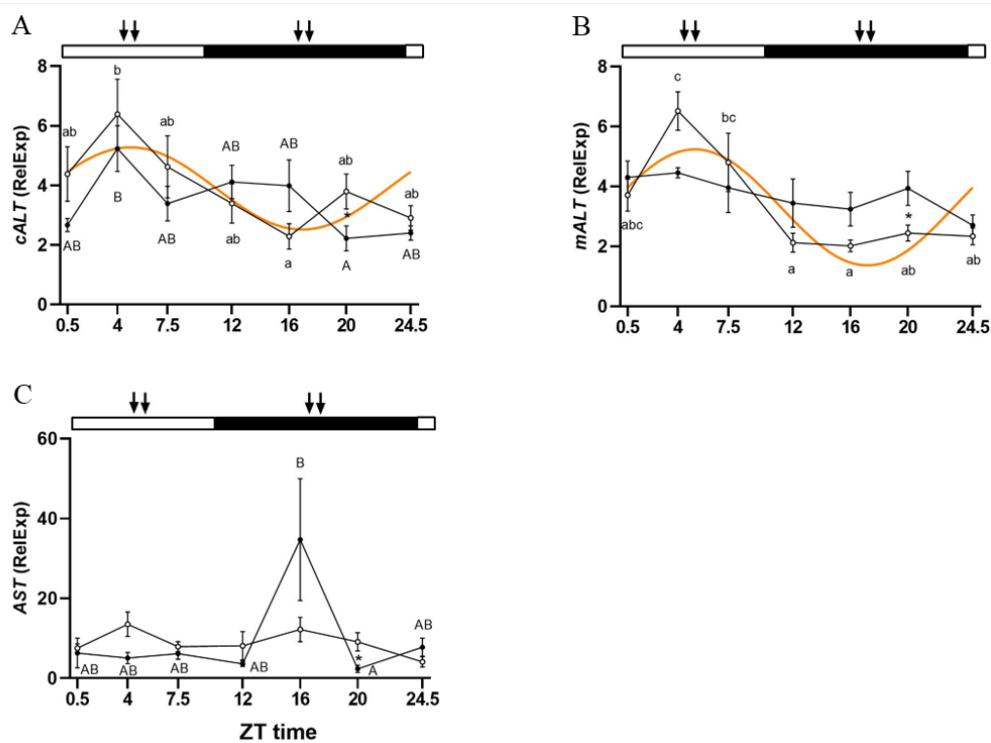 A
8
6
4
2
0
cALT (RelExp)
ab
b
ab
AB
AB
ab
ab
AB
B
AB
ab
a
*
A
AB
0.5 4 7.5 12 16 20 24.5
B
8
6
4
2
0
mALT (RelExp)
c
bc
abc
a
a
*
ab
ab
0.5 4 7.5 12 16 20 24.5
C
60
40
20
0
AST (RelExp)
B
AB
AB
AB
AB
AB
*
A
0.5 4 7.5 12 16 20 24.5
ZT time